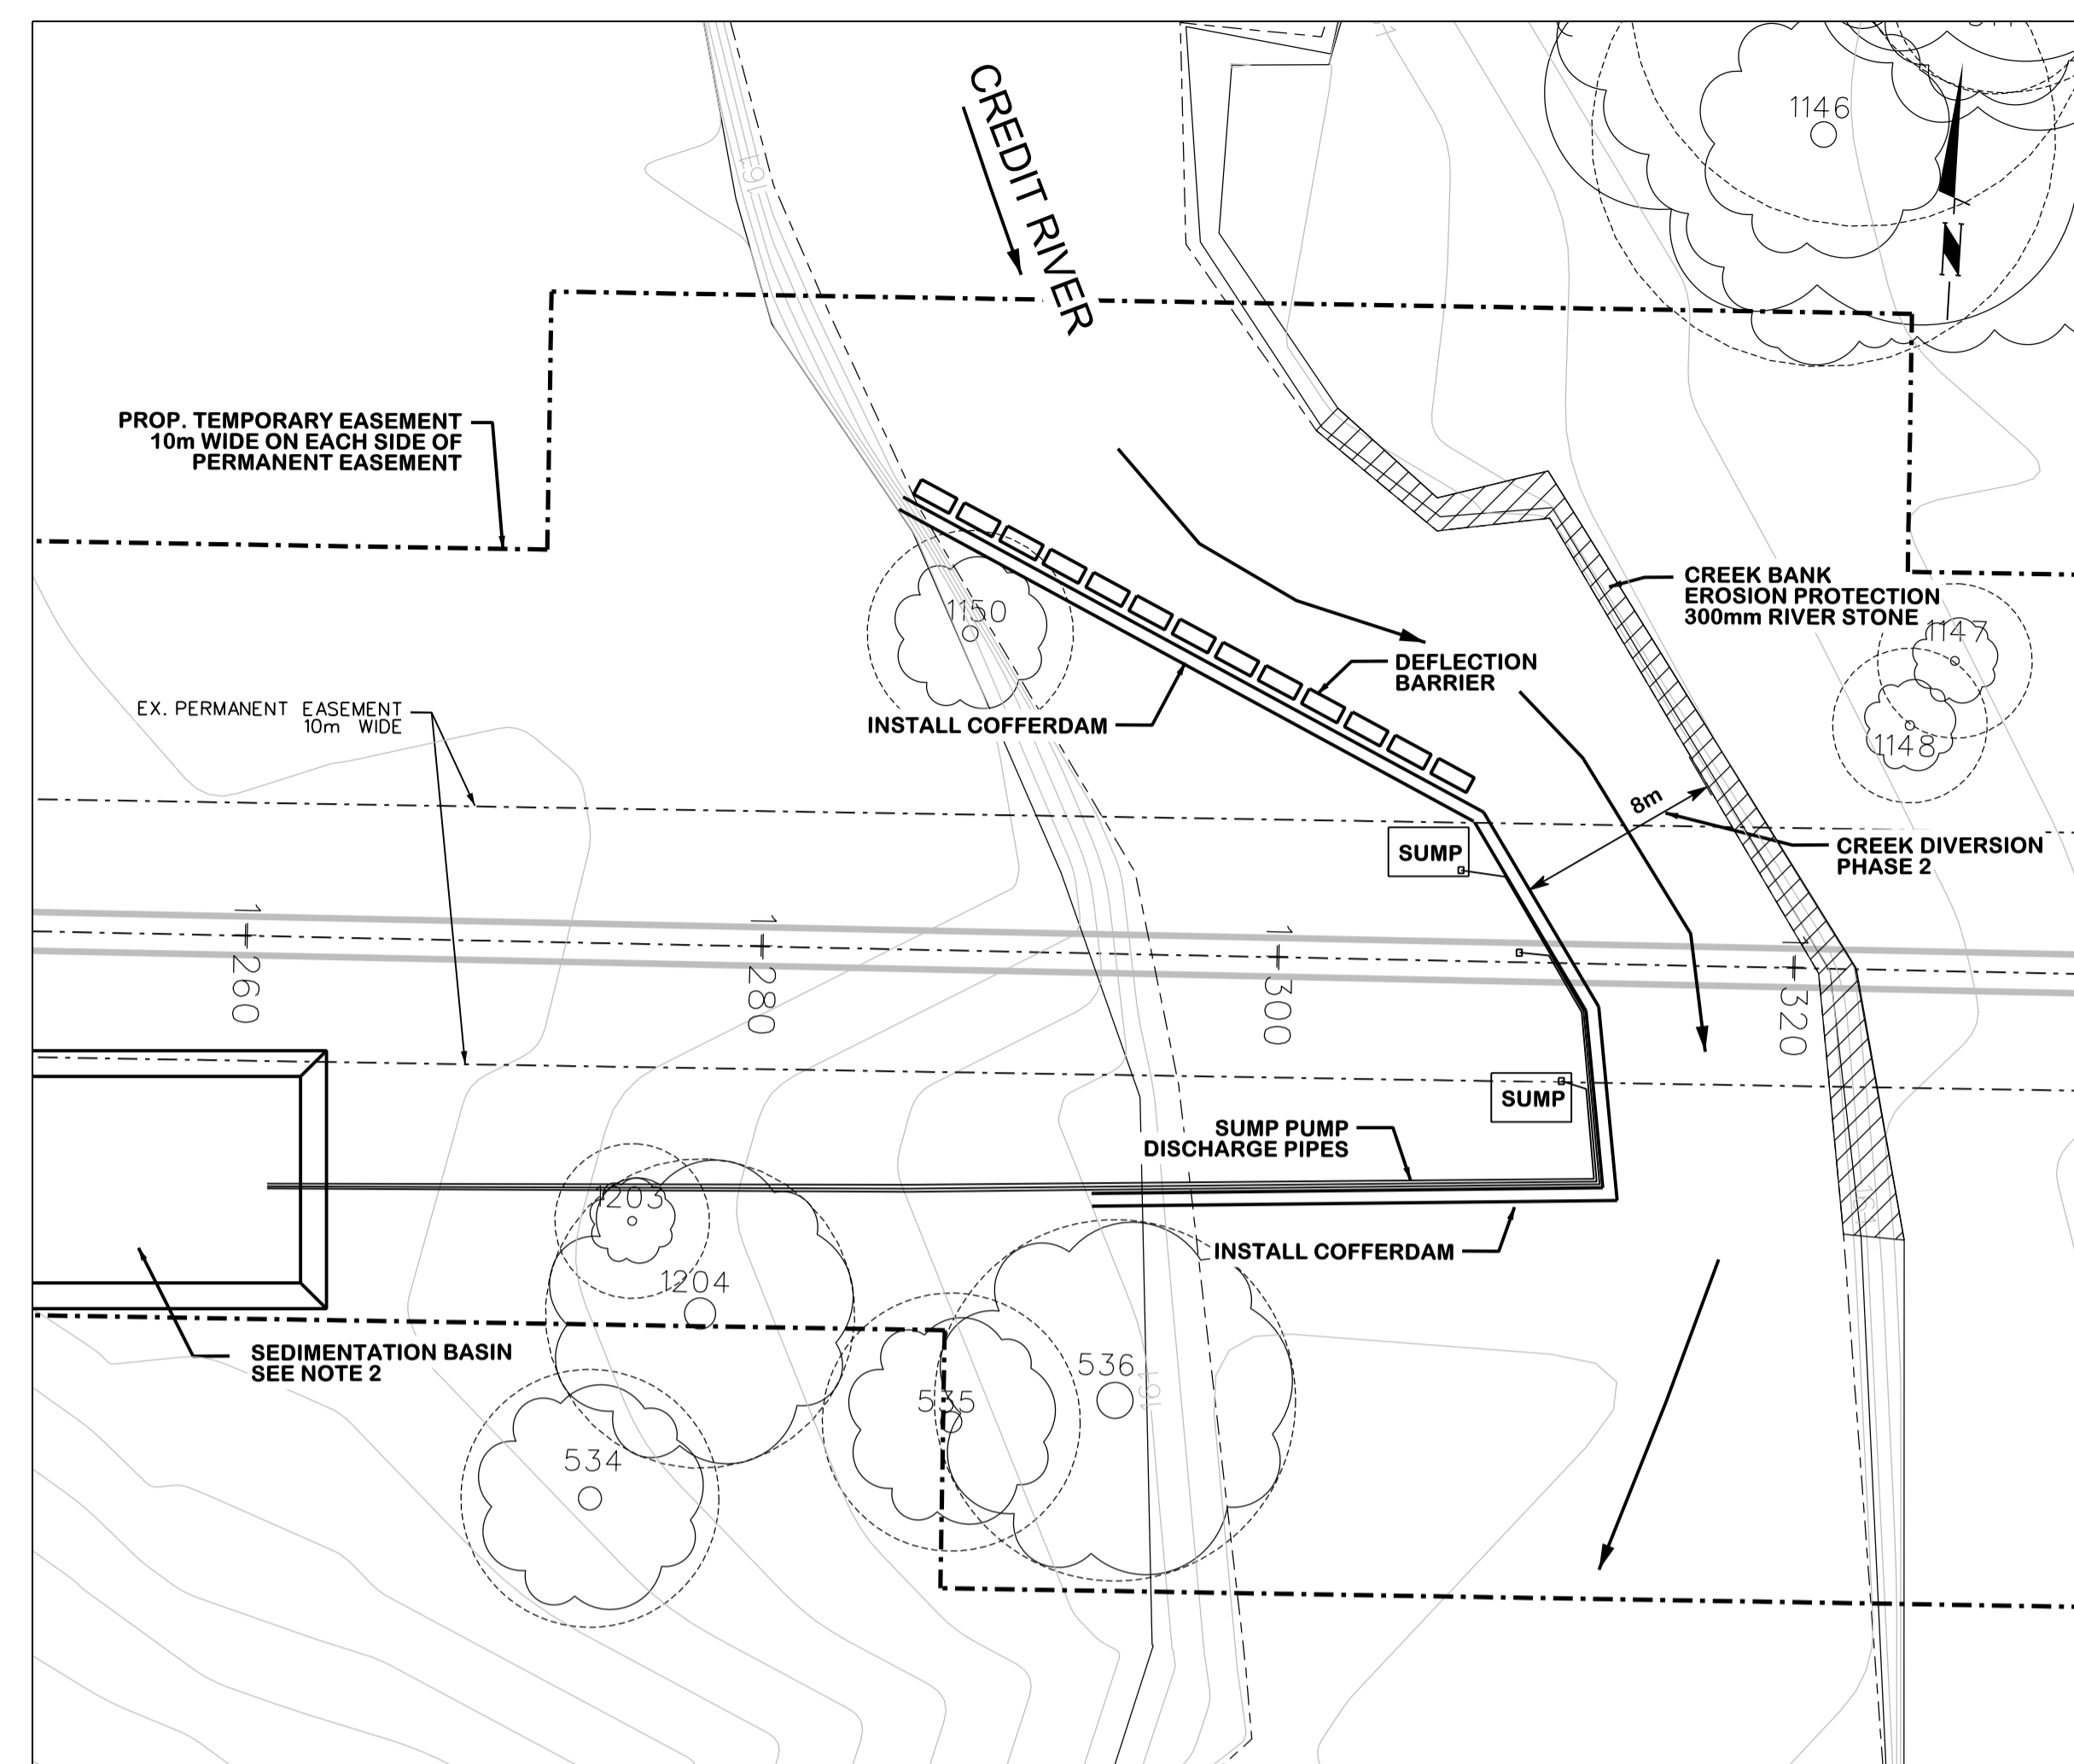 CREDIT RIVER
1146
N
191
PROP. TEMPORARY EASEMENT
10m WIDE ON EACH SIDE OF
PERMANENT EASEMENT
CREEK BANK
EROSION PROTECTION
300mm RIVER STONE
1147
1150
DEFLECTION
BARRIER
EX. PERMANENT EASEMENT
10m WIDE
INSTALL COFFERDAM
1148
8m
SUMP
CREEK DIVERSION
PHASE 2
1 260
1 280
1 300
1 320
SUMP
SUMP PUMP
DISCHARGE PIPES
1203
191
INSTALL COFFERDAM
1204
SEDIMENTATION BASIN
SEE NOTE 2
536
191
535
534